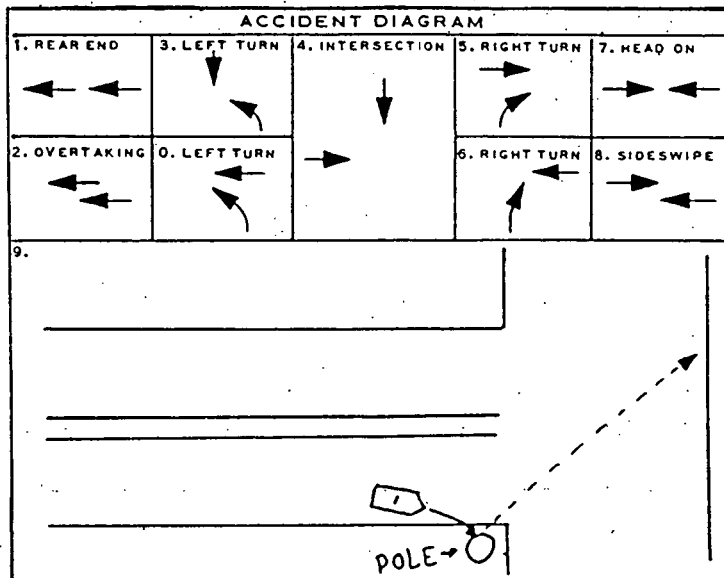 ACCIDENT DIAGRAM
1. REAR END
3. LEFT TURN
4. INTERSECTION
5. RIGHT TURN
7. HEAD ON
2. OVERTAKING
0. LEFT TURN
6. RIGHT TURN
8. SIDESWIPE
9.
1
POLE